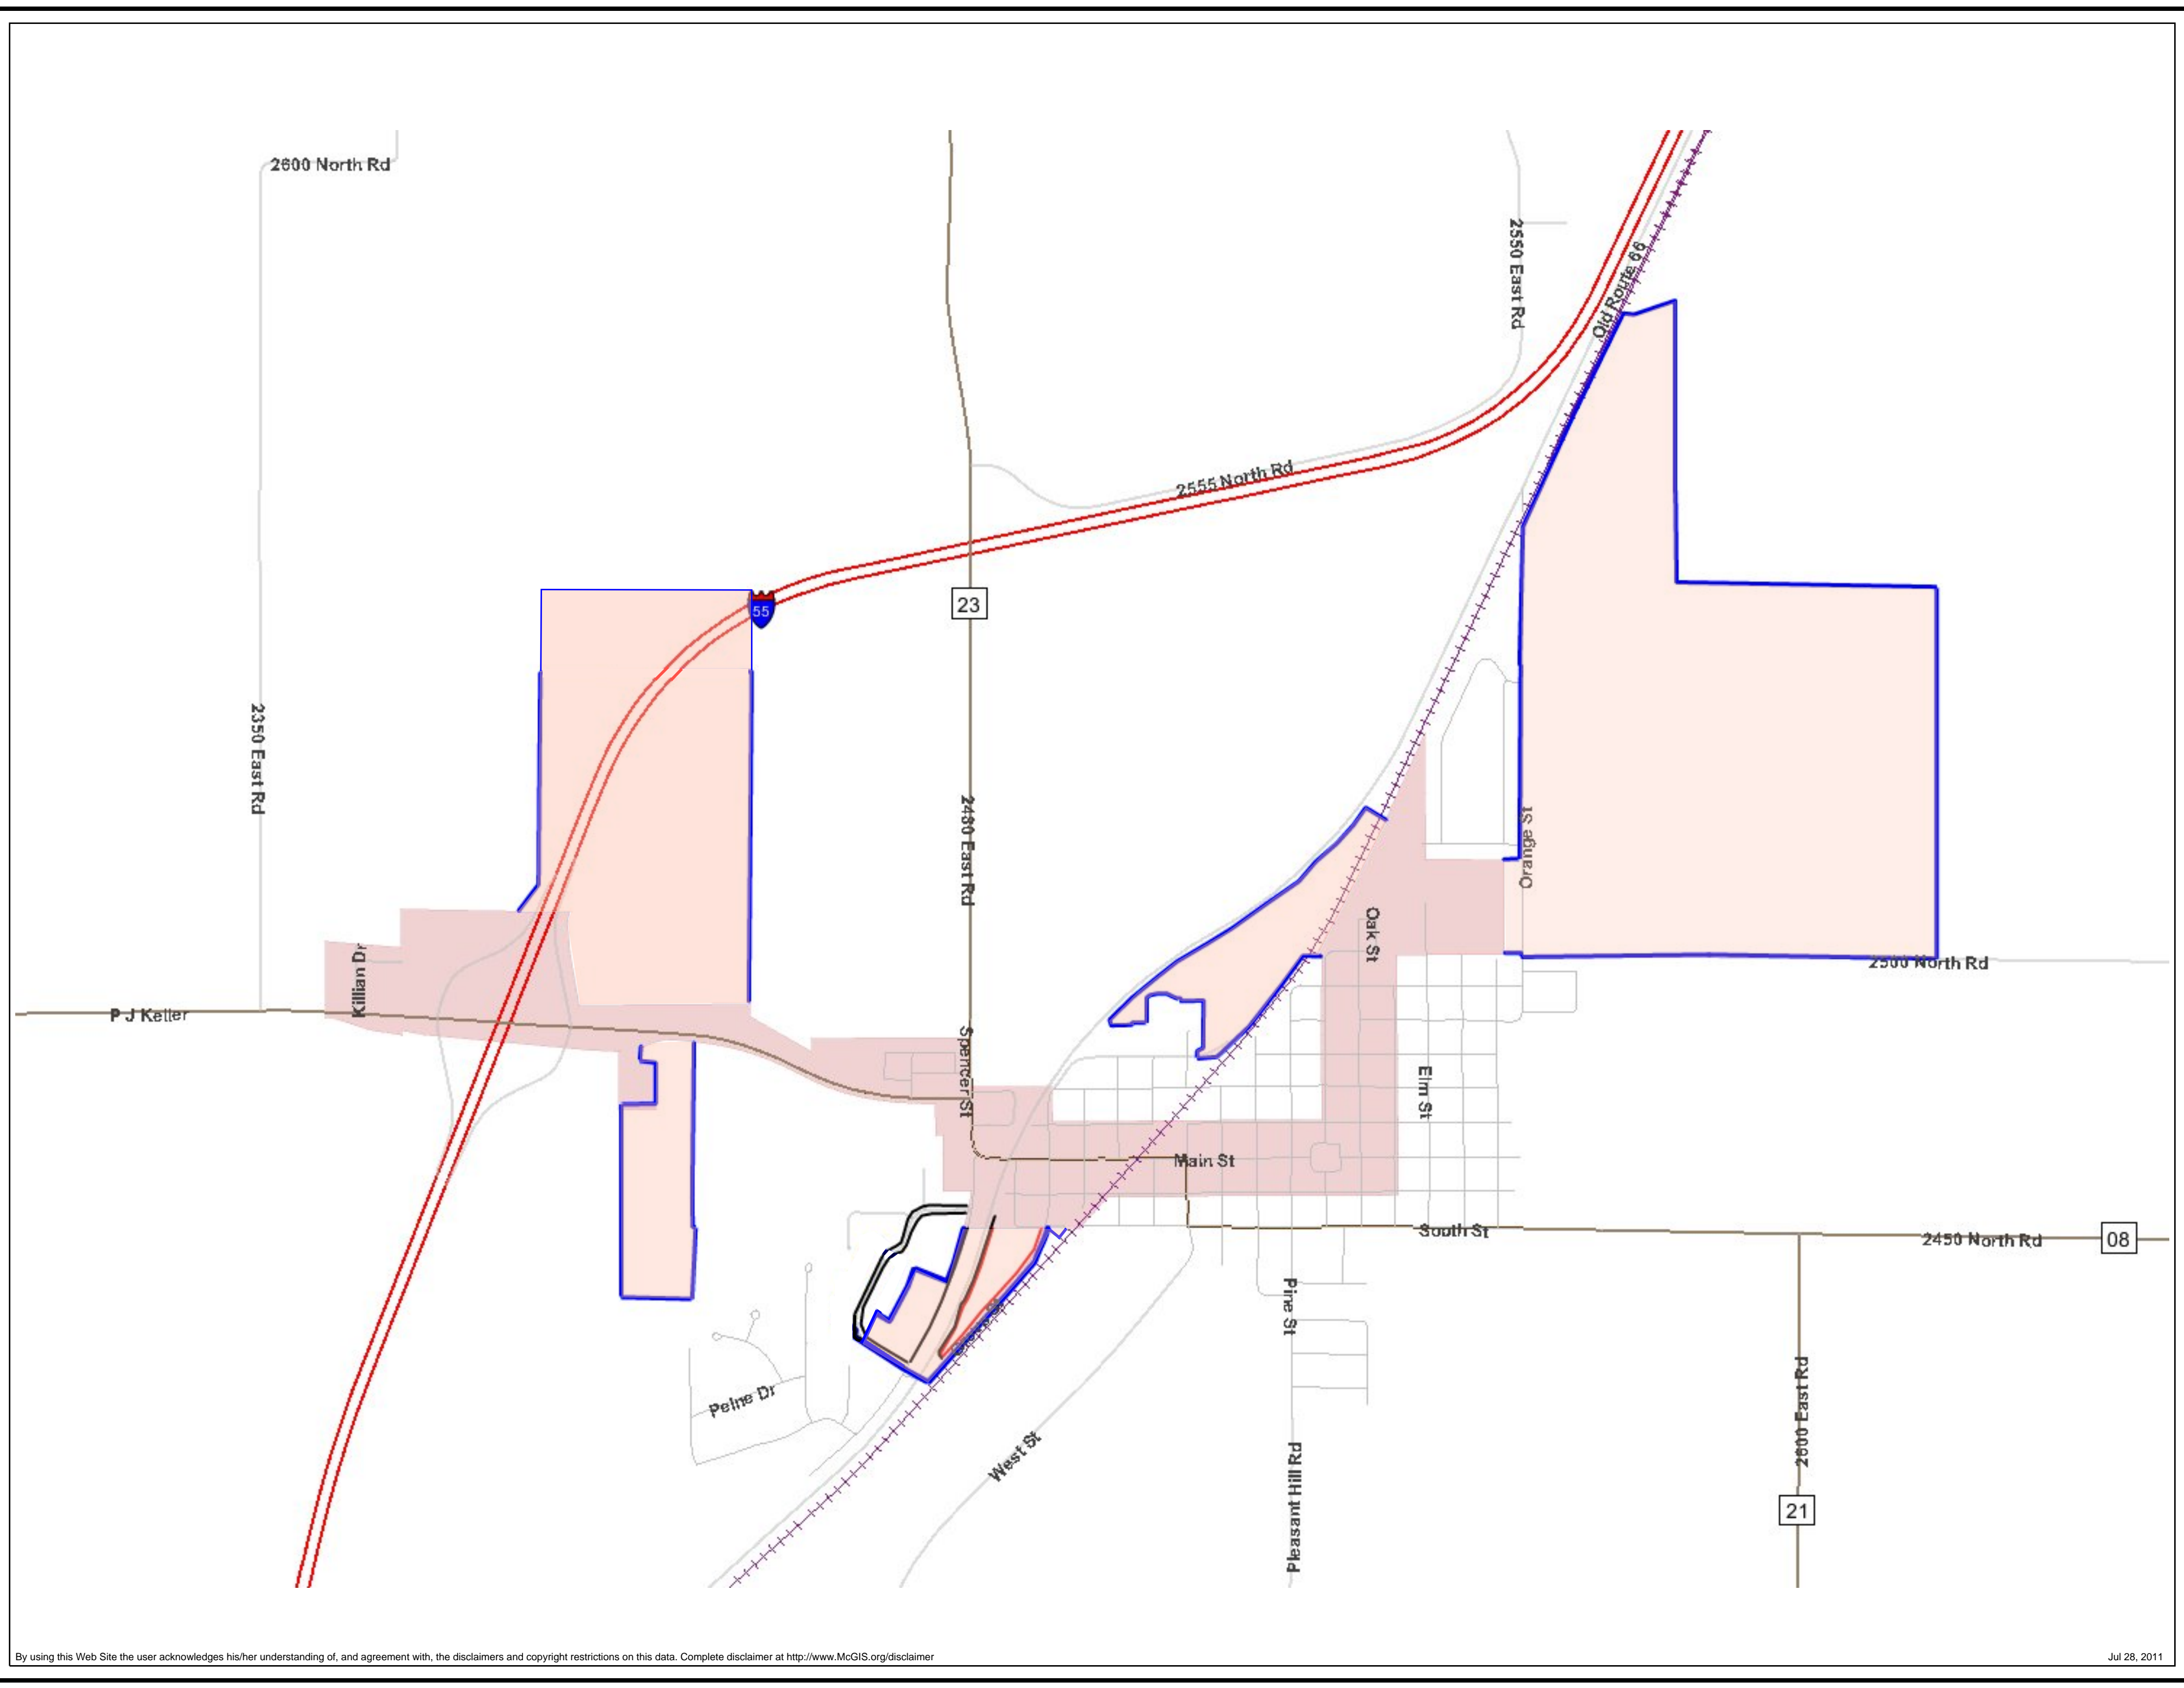 2600 North Rd
2550 East Rd
Old Route 66
2555 North Rd
55
23
2350 East Rd
2480 East Rd
Orange St
Oak St
Killian Dr
2500 North Rd
P J Keller
Spencer St
Elm St
Main St
South St
2450 North Rd
08
Pine St
Peine Dr
West St
Pleasant Hill Rd
2600 East Rd
21
By using this Web Site the user acknowledges his/her understanding of, and agreement with, the disclaimers and copyright restrictions on this data. Complete disclaimer at http://www.McGIS.org/disclaimer
Jul 28, 2011